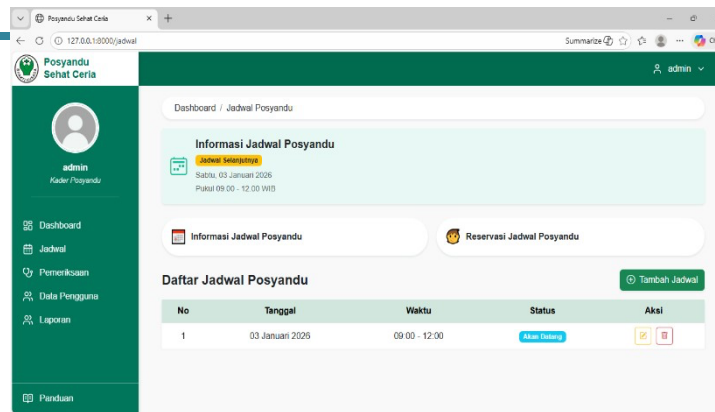 Posyandu Sehat Ceria
127.0.0.1:8000/jadwal
Summarize
Posyandu
Sehat Ceria
admin
Dashboard / Jadwal Posyandu
admin
Kader Posyandu
Dashboard
Jadwal
Pemeriksaan
Data Pengguna
Laporan
Panduan
Informasi Jadwal Posyandu
Jadwal Selanjutnya
Sabtu, 03 Januari 2026
Pukul 09:00 - 12:00 WIB
Informasi Jadwal Posyandu
Reservasi Jadwal Posyandu
Daftar Jadwal Posyandu
Tambah Jadwal
No Tanggal Waktu Status Aksi
1 03 Januari 2026 09:00 - 12:00 Akan Datang